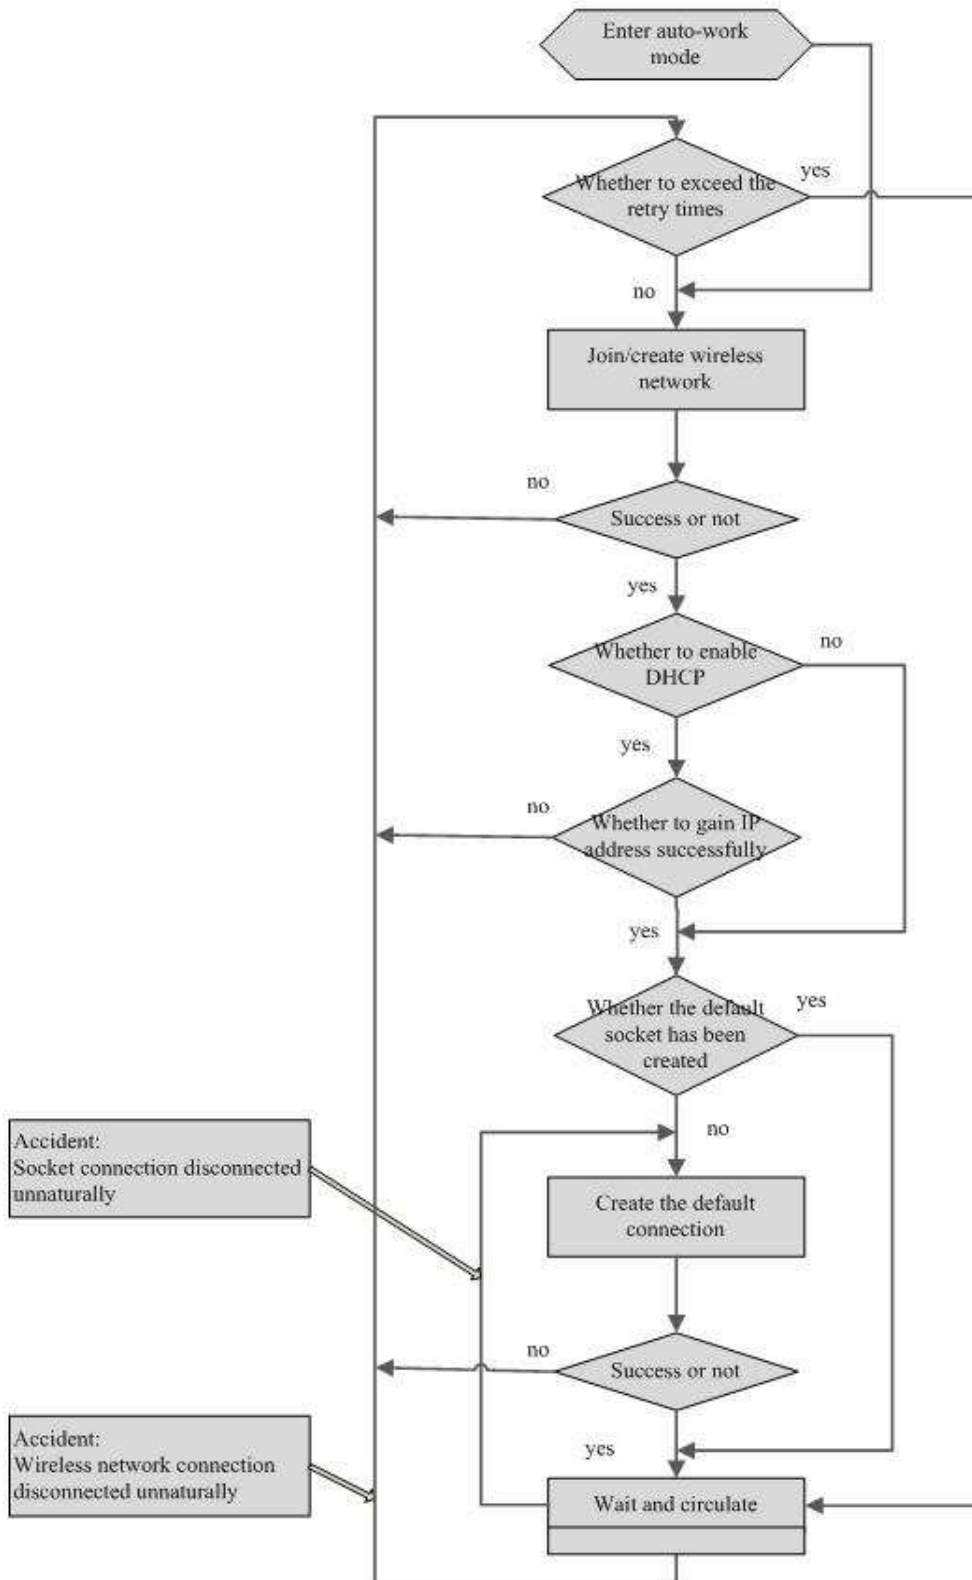 Enter auto-work
mode
Whether to exceed the
retry times
yes
no
Join/create wireless
network
no
Success or not
yes
Whether to enable
DHCP
no
yes
no
Whether to gain IP
address successfully
yes
Whether the default
socket has been
created
yes
no
Accident:
Socket connection disconnected
unnaturally
Create the default
connection
no
Success or not
yes
Accident:
Wireless network connection
disconnected unnaturally
Wait and circulate